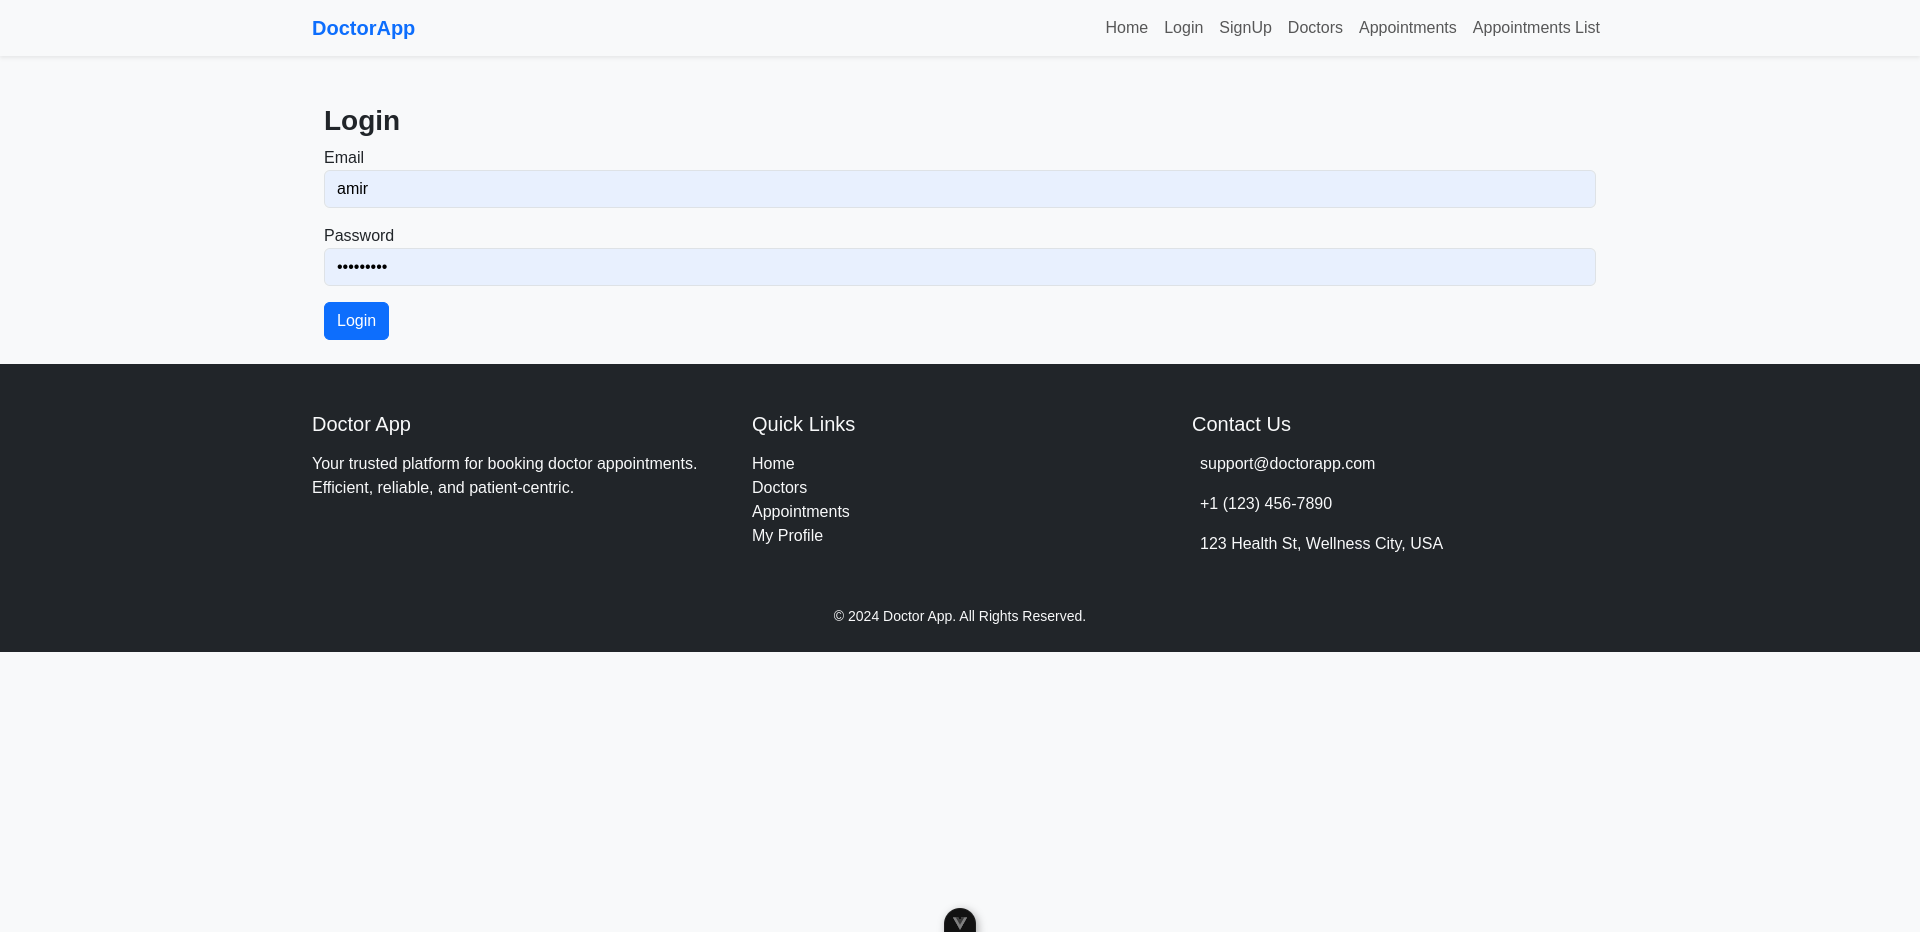 DoctorApp
Home Login SignUp Doctors Appointments Appointments List
Login
Email
amir
Password
•••••••••
Login
Doctor App
Your trusted platform for booking doctor appointments.
Efficient, reliable, and patient-centric.
Quick Links
Home
Doctors
Appointments
My Profile
Contact Us
support@doctorapp.com
+1 (123) 456-7890
123 Health St, Wellness City, USA
© 2024 Doctor App. All Rights Reserved.